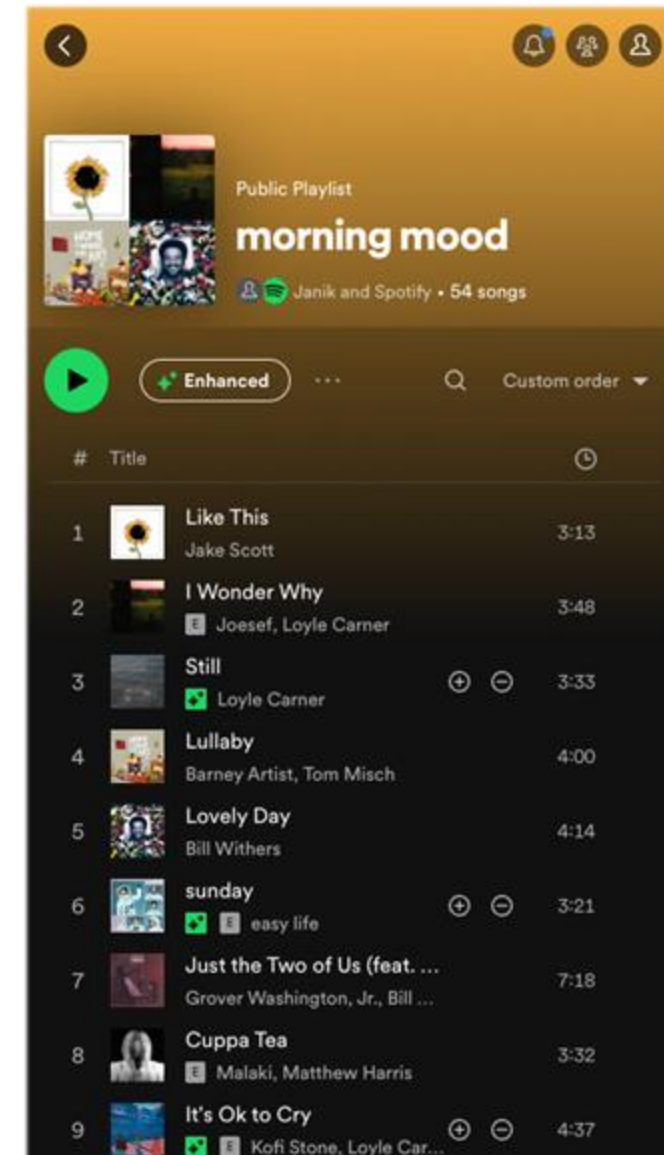 Public Playlist
morning mood
Janik and Spotify • 54 songs
Enhanced
Custom order
# Title
1 Like This 3:13
Jake Scott
2 I Wonder Why 3:48
E Joesef, Loyle Carner
3 Still 3:33
Loyle Carner
4 Lullaby 4:00
Barney Artist, Tom Misch
5 Lovely Day 4:14
Bill Withers
6 sunday 3:21
E easy life
7 Just the Two of Us (feat. ... 7:18
Grover Washington, Jr., Bill ...
8 Cuppa Tea 3:32
E Malaki, Matthew Harris
9 It's Ok to Cry 4:37
E Kofi Stone, Loyle Car...